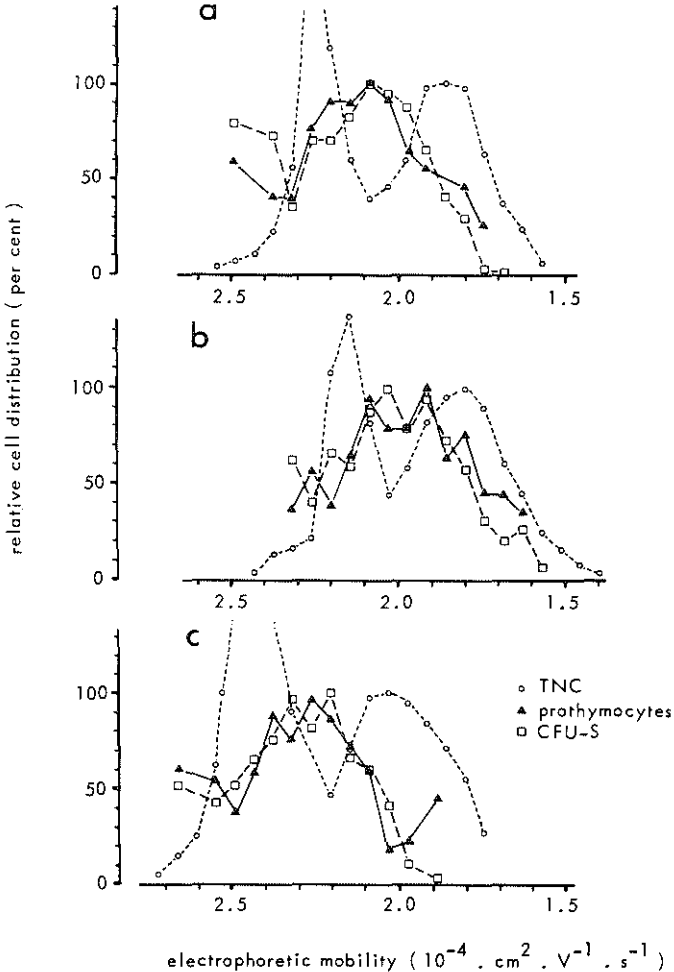 a
100
50
0
2.5 2.0 1.5
b
100
50
0
2.5 2.0 1.5
c
100
50
0
2.5 2.0 1.5
TNC
prothymocytes
CFU-S
relative cell distribution ( per cent )
electrophoretic mobility ( 10⁻⁴ . cm² . V⁻¹ . s⁻¹ )